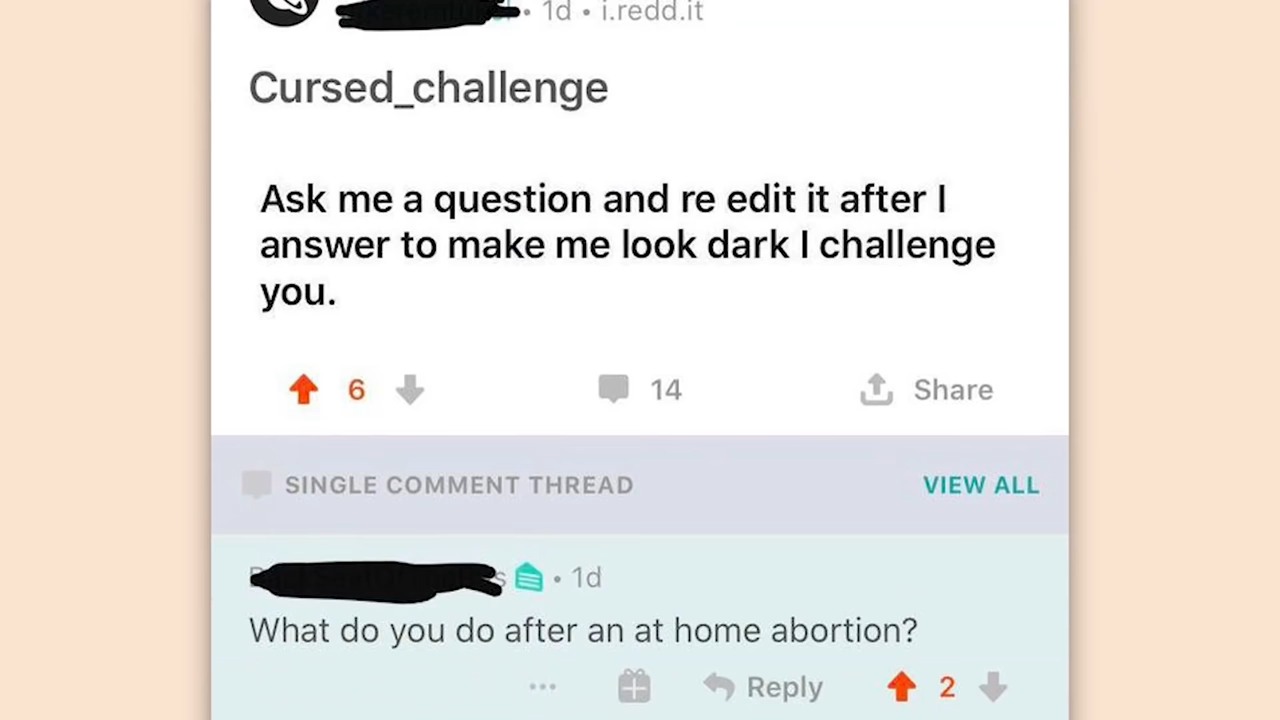 • 1d • i.redd.it
Cursed_challenge
Ask me a question and re edit it after I
answer to make me look dark I challenge
you.
6
14
Share
SINGLE COMMENT THREAD
VIEW ALL
• 1d
What do you do after an at home abortion?
Reply
2